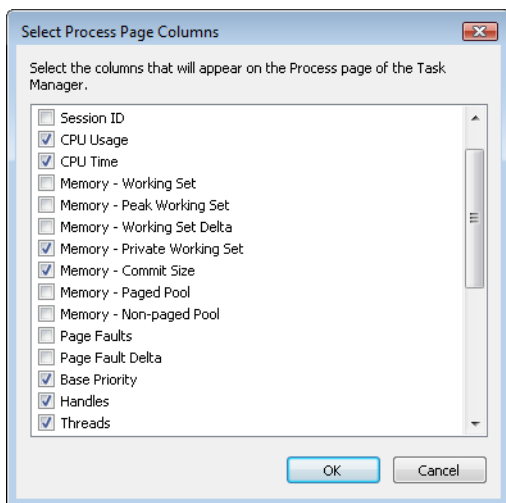 Select Process Page Columns
Select the columns that will appear on the Process page of the Task
Manager.
Session ID
CPU Usage
CPU Time
Memory - Working Set
Memory - Peak Working Set
Memory - Working Set Delta
Memory - Private Working Set
Memory - Commit Size
Memory - Paged Pool
Memory - Non-paged Pool
Page Faults
Page Fault Delta
Base Priority
Handles
Threads
OK Cancel